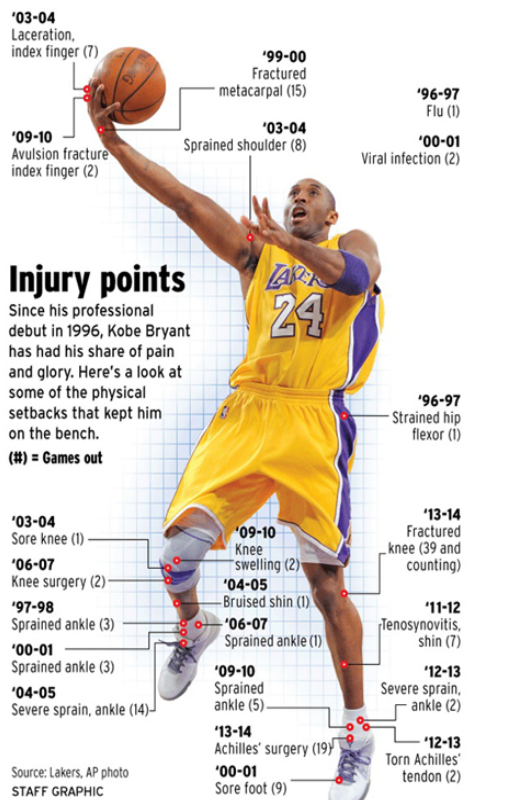 ‘03-04
Laceration,
index finger (7)
‘99-00
Fractured
metacarpal (15)
‘96-97
Flu (1)
‘09-10
Avulsion fracture
index finger (2)
‘03-04
Sprained shoulder (8)
‘00-01
Viral infection (2)
LAKERS
24
Injury points
Since his professional
debut in 1996, Kobe Bryant
has had his share of pain
and glory. Here’s a look at
some of the physical
setbacks that kept him
on the bench.
(#) = Games out
‘96-97
Strained hip
flexor (1)
‘03-04
Sore knee (1)
‘06-07
Knee surgery (2)
‘97-98
Sprained ankle (3)
‘00-01
Sprained ankle (3)
‘04-05
Severe sprain, ankle (14)
‘09-10
Knee
swelling (2)
‘04-05
Bruised shin (1)
‘06-07
Sprained ankle (1)
‘13-14
Fractured
knee (39 and
counting)
‘11-12
Tenosynovitis,
shin (7)
‘09-10
Sprained
ankle (5)
‘12-13
Severe sprain,
ankle (2)
‘13-14
Achilles’ surgery (19)
‘12-13
Torn Achilles’
tendon (2)
‘00-01
Sore foot (9)
Source: Lakers, AP photo
STAFF GRAPHIC